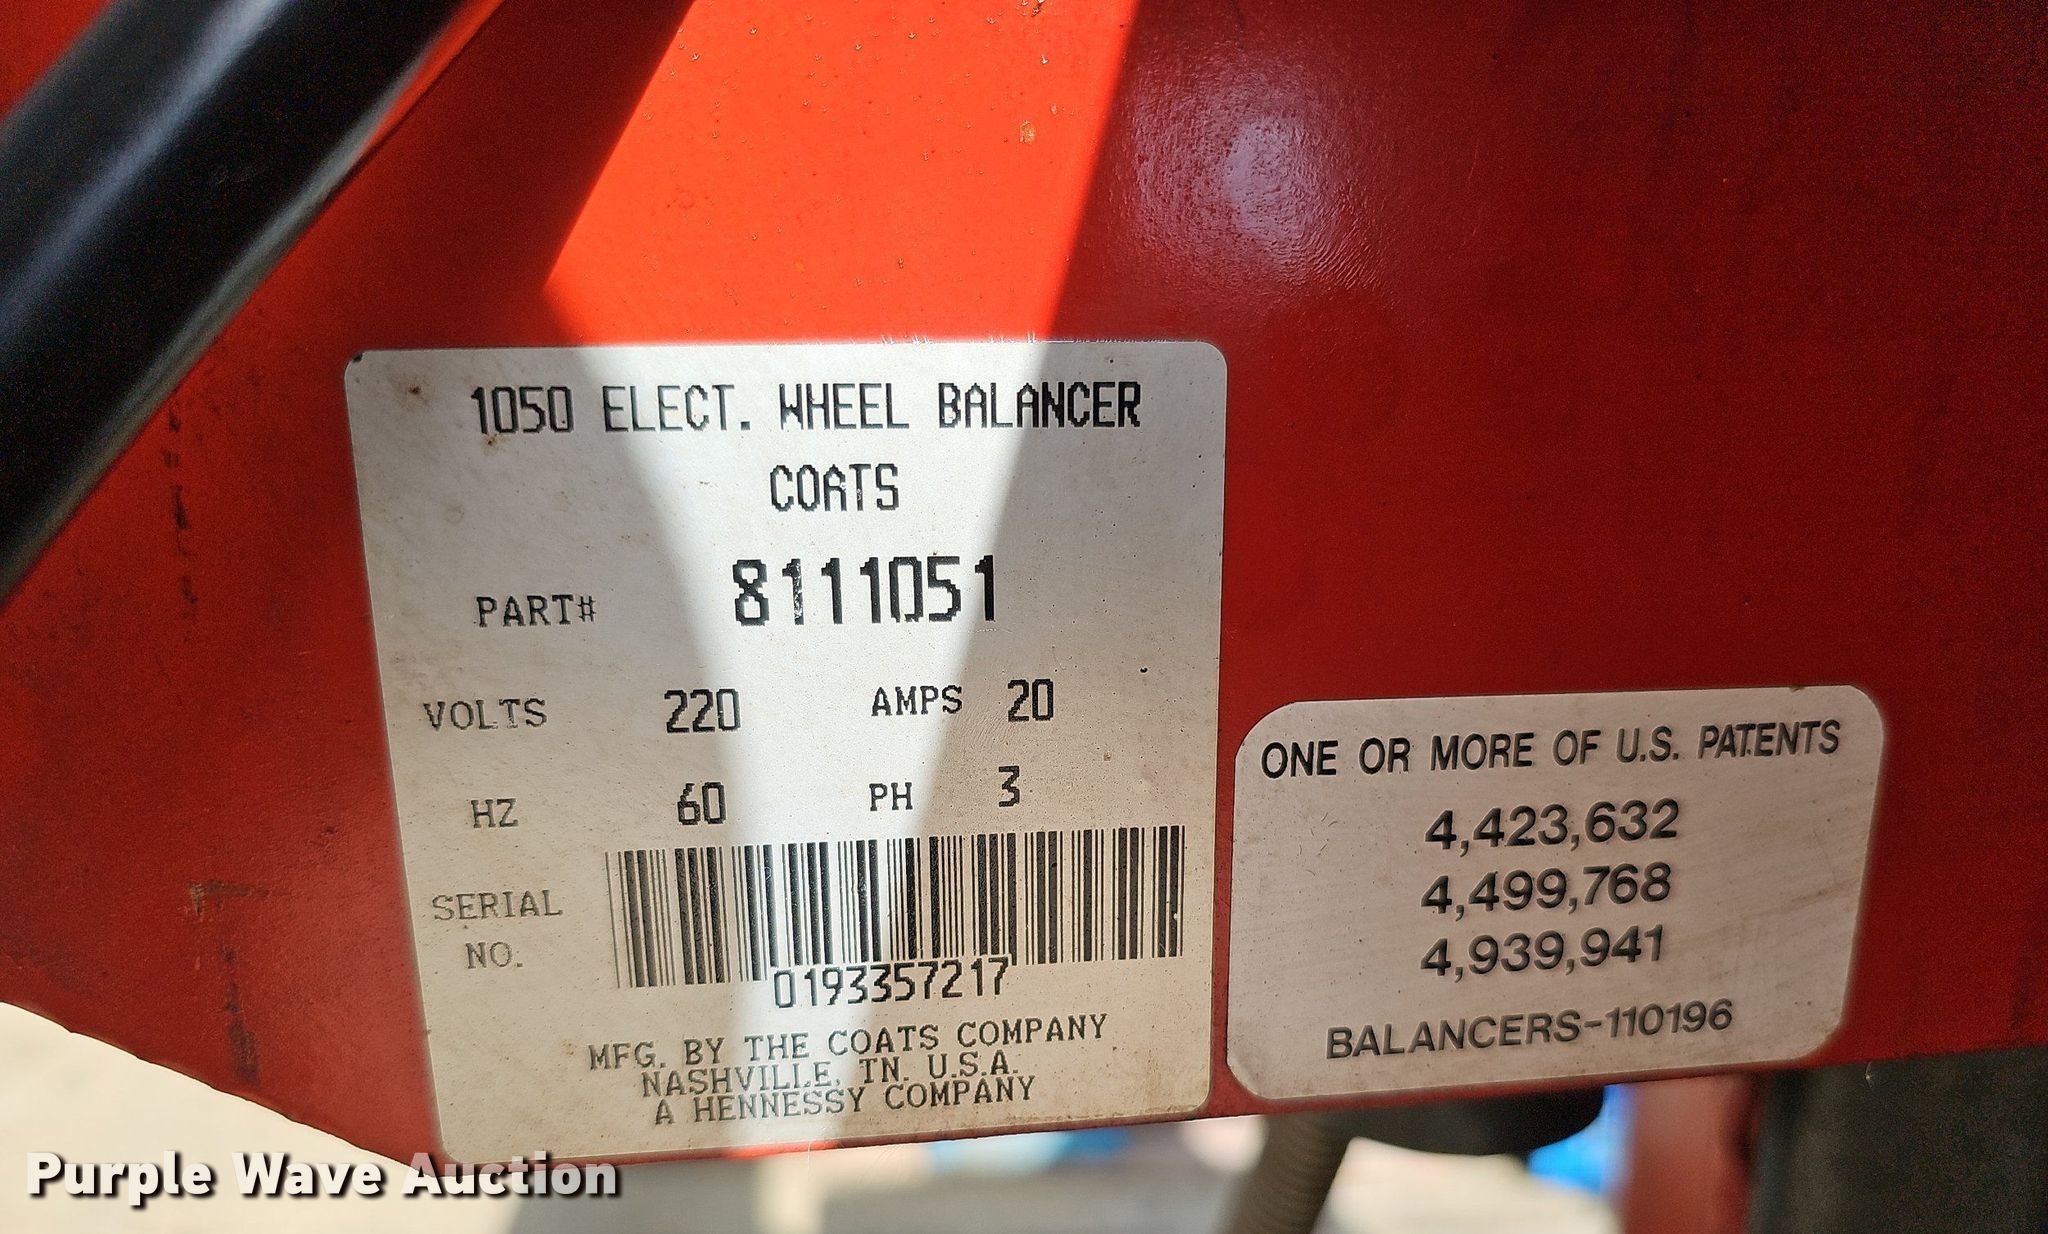 1050 ELECT. WHEEL BALANCER
COATS
PART# 8111051
VOLTS 220 AMPS 20
HZ 60 PH 3
SERIAL NO.
0193357217
MFG. BY THE COATS COMPANY
NASHVILLE, TN. U.S.A.
A HENNESSY COMPANY
ONE OR MORE OF U.S. PATENTS
4,423,632
4,499,768
4,939,941
BALANCERS-110196
Purple Wave Auction